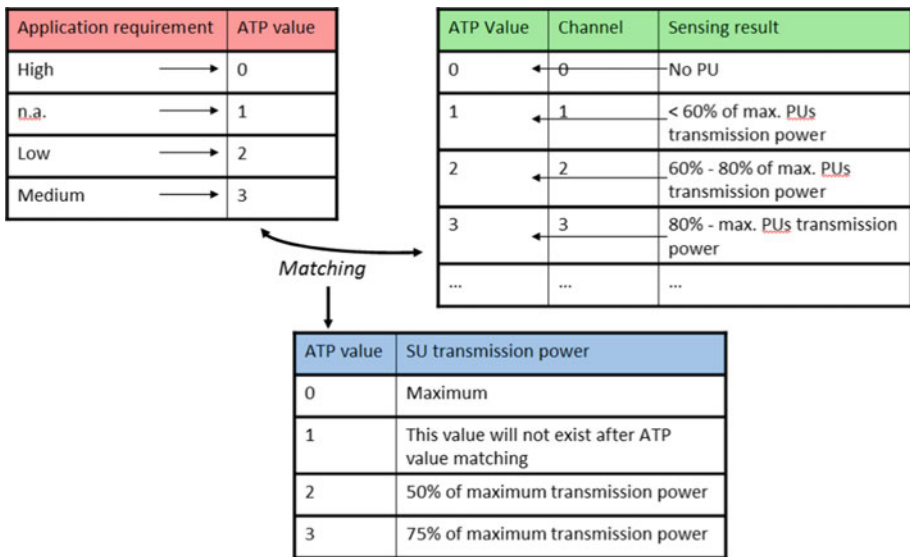 Application requirement ATP value
High 0
n.a. 1
Low 2
Medium 3
ATP Value Channel Sensing result
0 0 No PU
1 1 < 60% of max. PUs
transmission power
2 2 60% - 80% of max. PUs
transmission power
3 3 80% - max. PUs transmission
power
... ... ...
Matching
ATP value SU transmission power
0 Maximum
1 This value will not exist after ATP
value matching
2 50% of maximum transmission power
3 75% of maximum transmission power